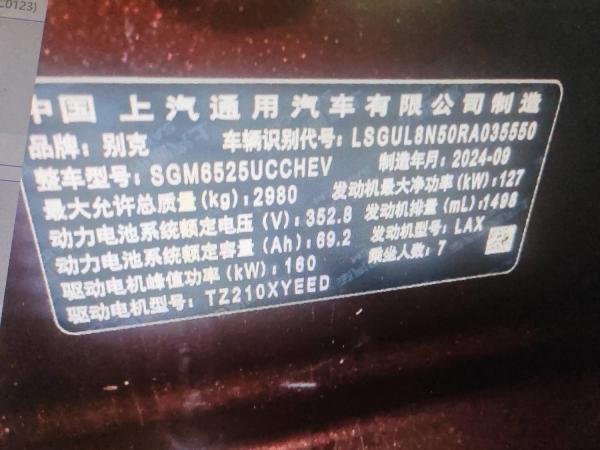 C0123)
中国 上汽通用汽车有限公司制造
品牌: 别克 车辆识别代号: LSGUL8N50RA035550
整车型号: SGM6525UCCHEV 制造年月: 2024-09
最大允许总质量(kg): 2980 发动机最大净功率(kW): 127
动力电池系统额定电压(V): 352.8 发动机排量(mL): 1498
动力电池系统额定容量(Ah): 69.2 发动机型号: LAX
驱动电机峰值功率(kW): 160 乘坐人数: 7
驱动电机型号: TZ210XYEED